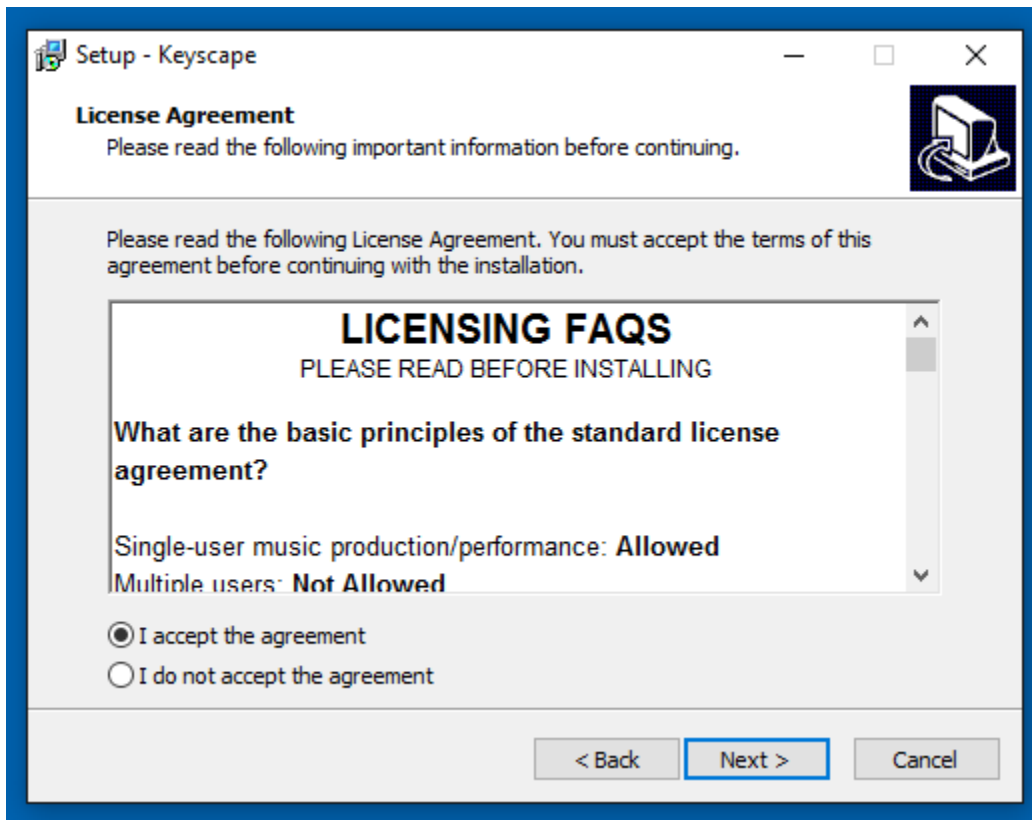 Setup - Keyscape
License Agreement
Please read the following important information before continuing.
Please read the following License Agreement. You must accept the terms of this
agreement before continuing with the installation.
LICENSING FAQS
PLEASE READ BEFORE INSTALLING
What are the basic principles of the standard license
agreement?
Single-user music production/performance: Allowed
Multiple users: Not Allowed
I accept the agreement
I do not accept the agreement
< Back
Next >
Cancel